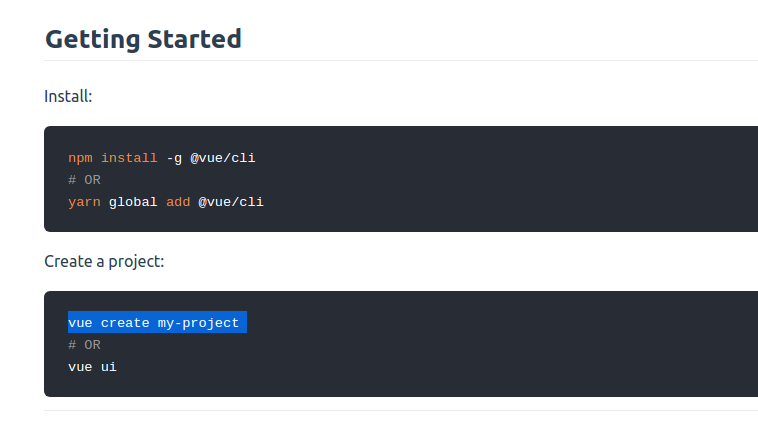 Getting Started
Install:
npm install -g @vue/cli
# OR
yarn global add @vue/cli
Create a project:
vue create my-project
# OR
vue ui